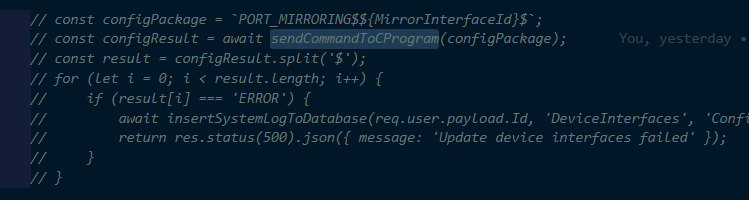 // const configPackage = `PORT_MIRRORING$${MirrorInterfaceId}$`;
// const configResult = await sendCommandToCProgram(configPackage); You, yesterday •
// const result = configResult.split('$');
// for (let i = 0; i < result.length; i++) {
//     if (result[i] === 'ERROR') {
//         await insertSystemLogToDatabase(req.user.payload.Id, 'DeviceInterfaces', 'Confi
//         return res.status(500).json({ message: 'Update device interfaces failed' });
//     }
// }